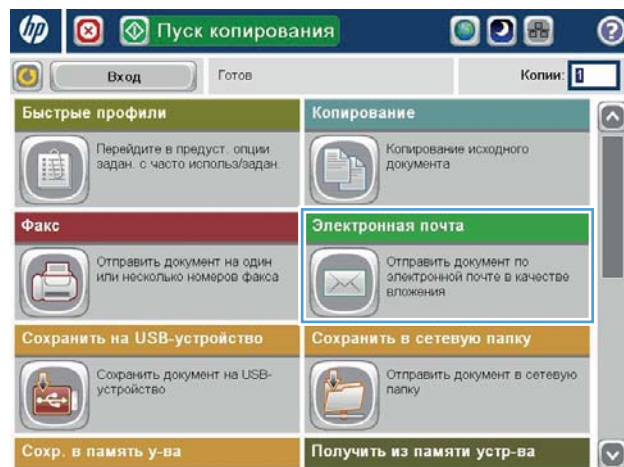 hp Пуск копирования ?
Вход Готов Копии: 1
Быстрые профили Копирование
Перейдите в предуст. опции
задан. с часто использ/задан.
Копирование исходного
документа
Факс Электронная почта
Отправить документ на один
или несколько номеров факса
Отправить документ по
электронной почте в качестве
вложения
Сохранить на USB-устройство Сохранить в сетевую папку
Сохранить документ на USB-
устройство
Отправить документ в сетевую
папку
Сохр. в память у-ва Получить из памяти устр-ва